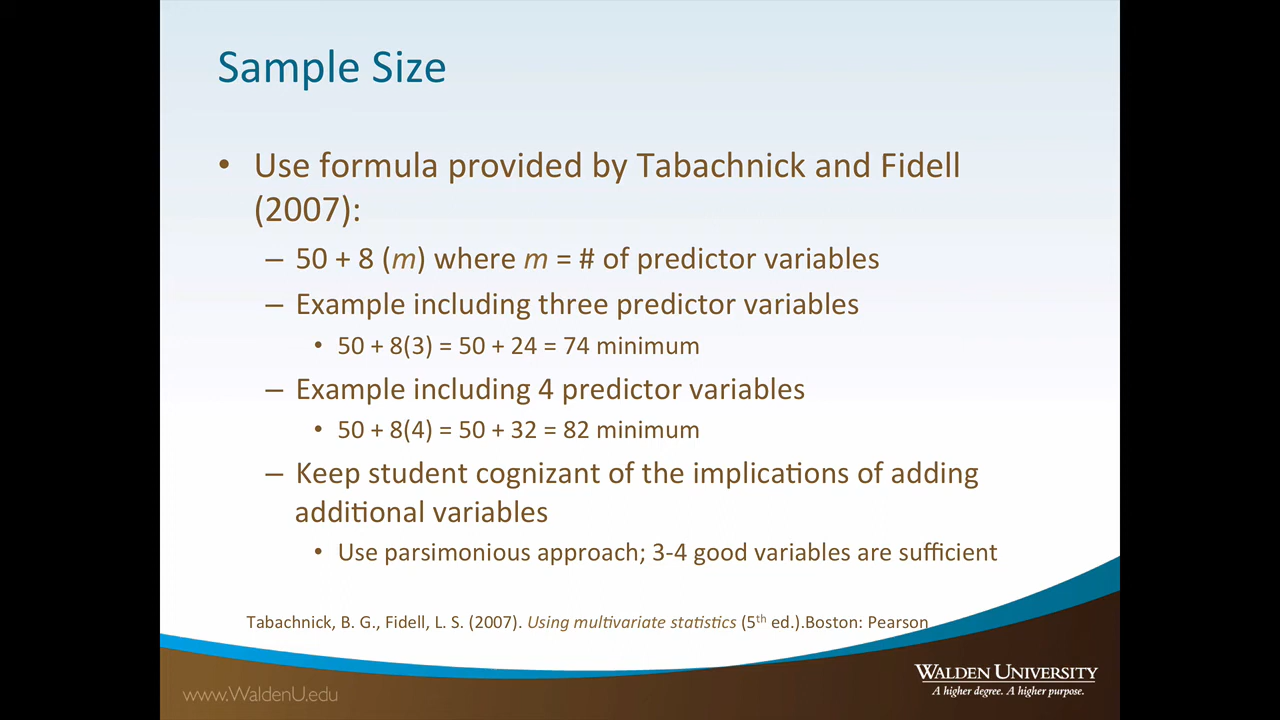 Sample Size
• Use formula provided by Tabachnick and Fidell
(2007):
– 50 + 8 (m) where m = # of predictor variables
– Example including three predictor variables
• 50 + 8(3) = 50 + 24 = 74 minimum
– Example including 4 predictor variables
• 50 + 8(4) = 50 + 32 = 82 minimum
– Keep student cognizant of the implications of adding
additional variables
• Use parsimonious approach; 3-4 good variables are sufficient
Tabachnick, B. G., Fidell, L. S. (2007). Using multivariate statistics (5th ed.).Boston: Pearson
WALDEN UNIVERSITY
A higher degree. A higher purpose.
www.WaldenU.edu